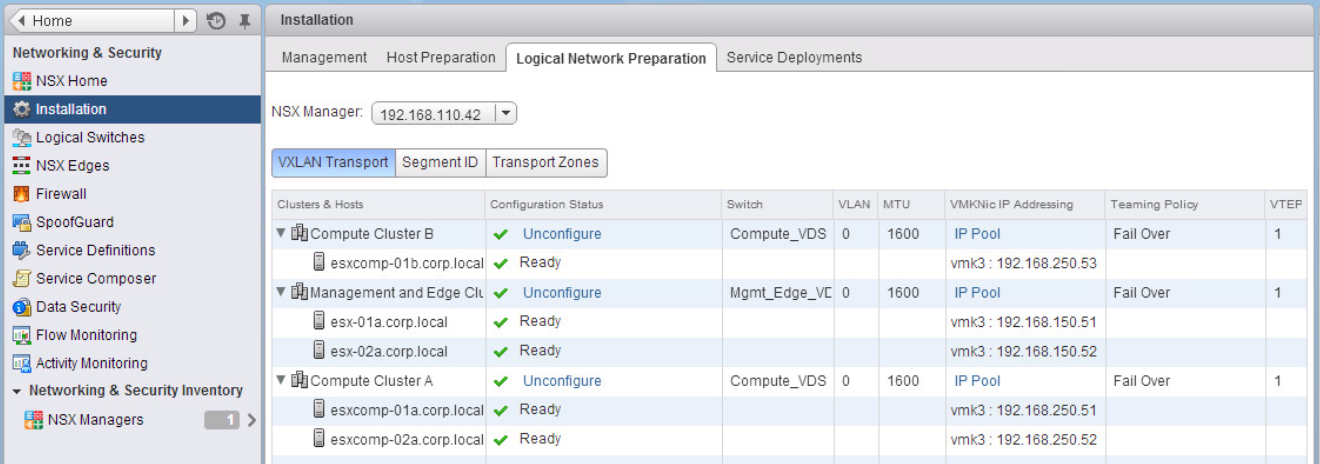 Home
Networking & Security
NSX Home
Installation
Logical Switches
NSX Edges
Firewall
SpoofGuard
Service Definitions
Service Composer
Data Security
Flow Monitoring
Activity Monitoring
Networking & Security Inventory
NSX Managers 1
Installation
Management Host Preparation Logical Network Preparation Service Deployments
NSX Manager: 192.168.110.42
VXLAN Transport Segment ID Transport Zones
Clusters & Hosts Configuration Status Switch VLAN MTU VMKNic IP Addressing Teaming Policy VTEP
Compute Cluster B Unconfigure Compute_VDS 0 1600 IP Pool Fail Over 1
esxcomp-01b.corp.local Ready vmk3 : 192.168.250.53
Management and Edge Clu Unconfigure Mgmt_Edge_VD 0 1600 IP Pool Fail Over 1
esx-01a.corp.local Ready vmk3 : 192.168.150.51
esx-02a.corp.local Ready vmk3 : 192.168.150.52
Compute Cluster A Unconfigure Compute_VDS 0 1600 IP Pool Fail Over 1
esxcomp-01a.corp.local Ready vmk3 : 192.168.250.51
esxcomp-02a.corp.local Ready vmk3 : 192.168.250.52